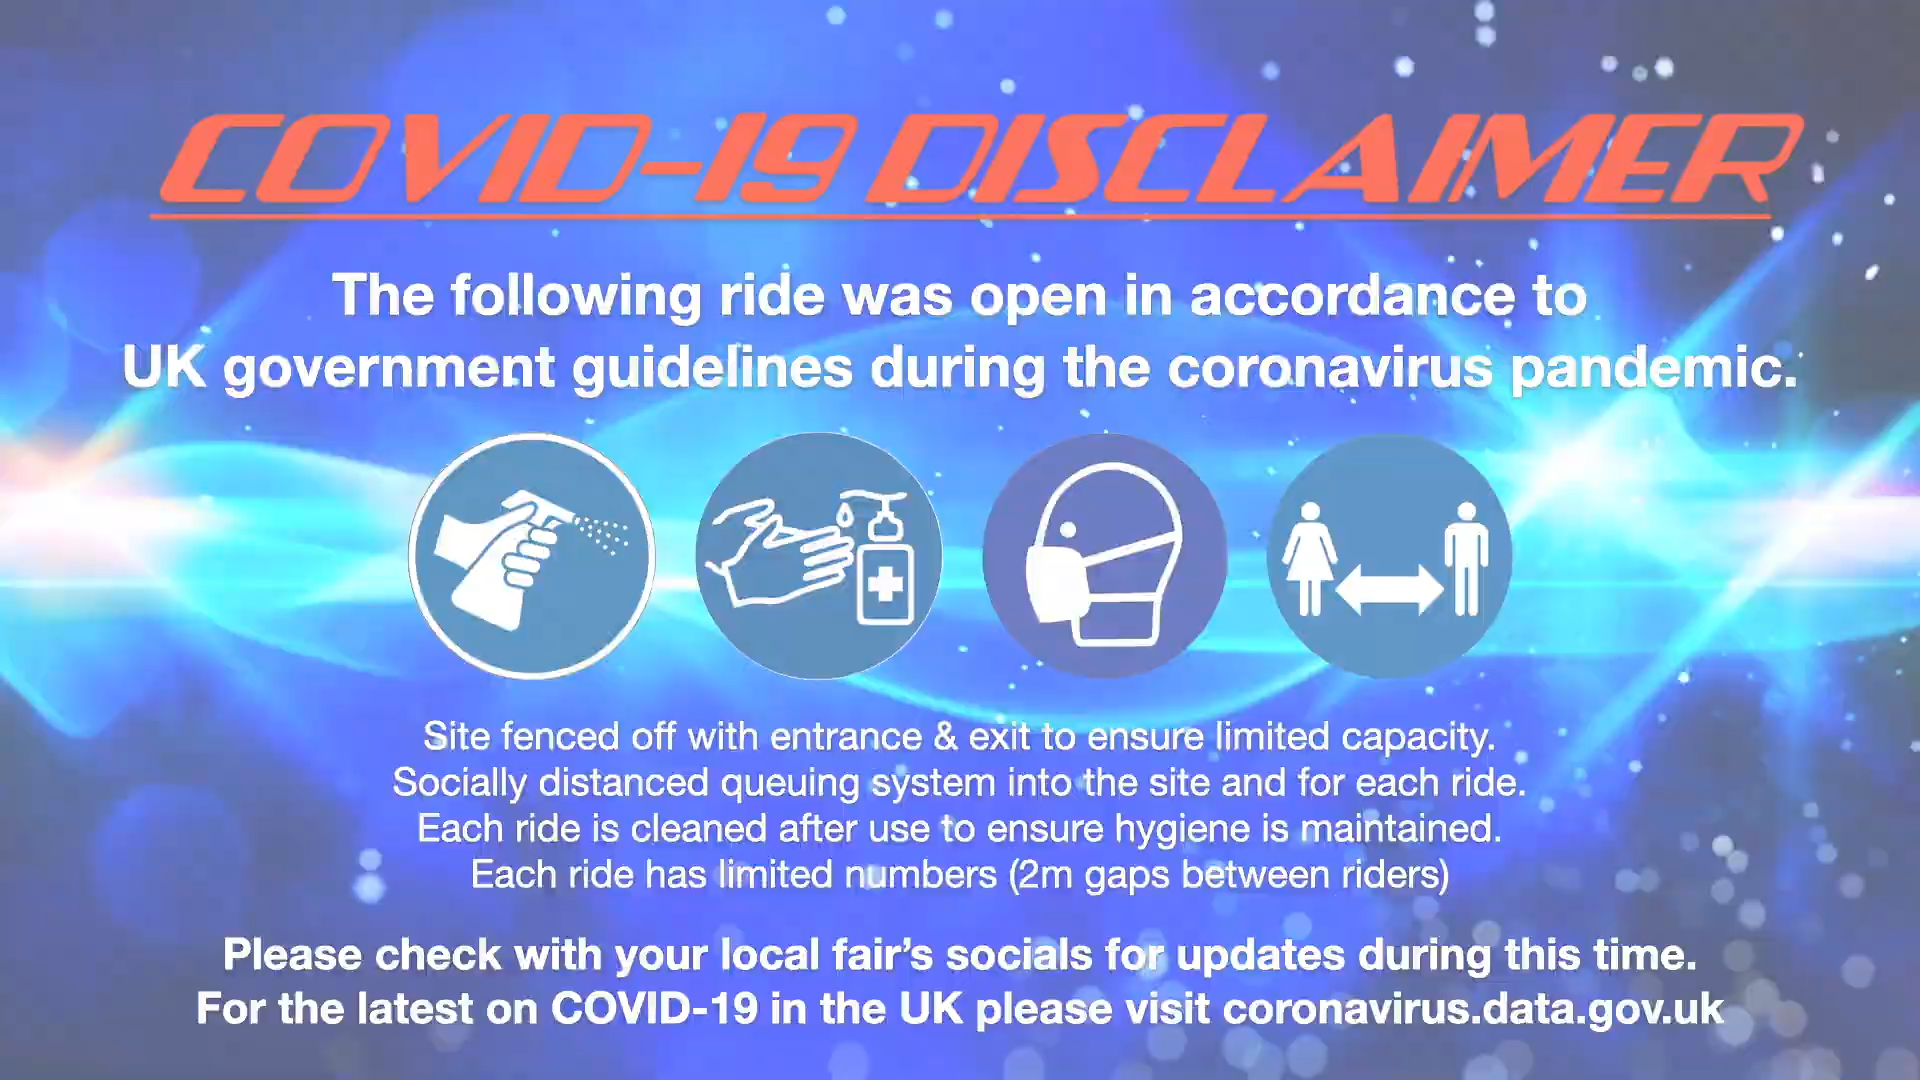 COVID-19 DISCLAIMER
The following ride was open in accordance to
UK government guidelines during the coronavirus pandemic.
Site fenced off with entrance & exit to ensure limited capacity.
Socially distanced queuing system into the site and for each ride.
Each ride is cleaned after use to ensure hygiene is maintained.
Each ride has limited numbers (2m gaps between riders)
Please check with your local fair’s socials for updates during this time.
For the latest on COVID-19 in the UK please visit coronavirus.data.gov.uk